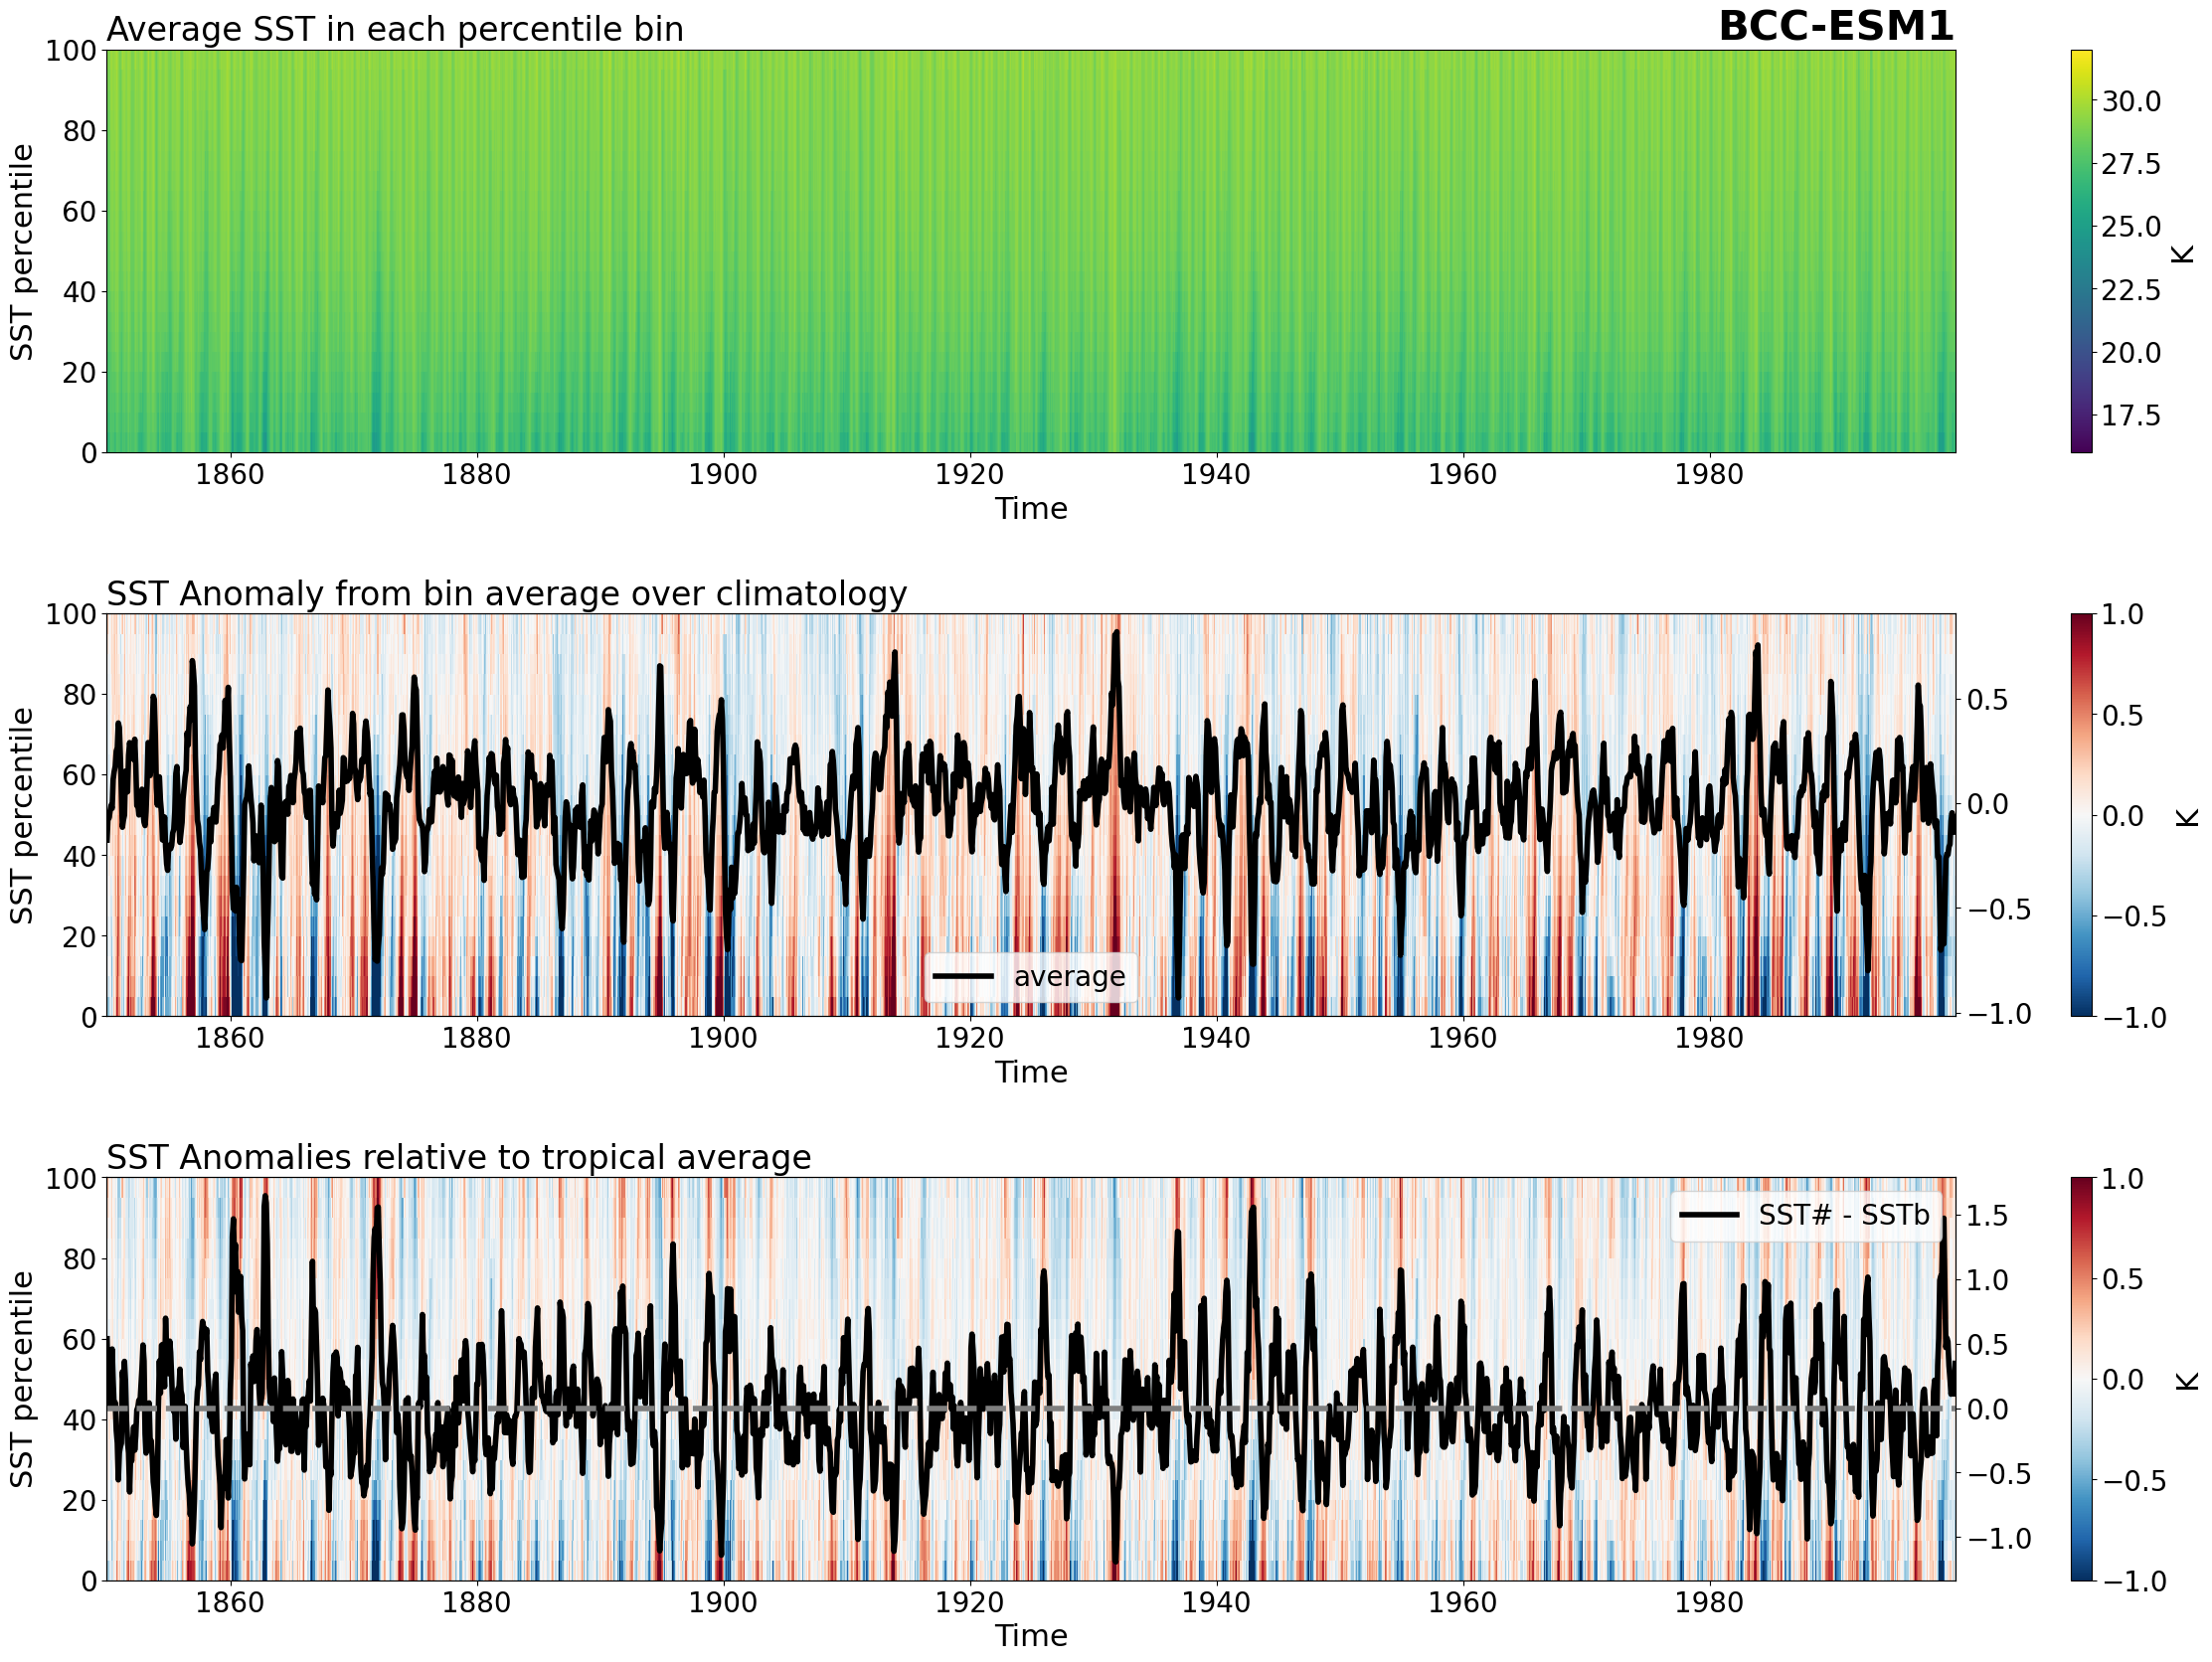 Average SST in each percentile bin
BCC-ESM1
100
80
60
40
20
0
SST percentile
1860 1880 1900 1920 1940 1960 1980
Time
30.0
27.5
25.0
22.5
20.0
17.5
K
SST Anomaly from bin average over climatology
100
80
60
40
20
0
SST percentile
average
1860 1880 1900 1920 1940 1960 1980
Time
0.5
0.0
−0.5
−1.0
1.0
0.5
0.0
−0.5
−1.0
K
SST Anomalies relative to tropical average
100
80
60
40
20
0
SST percentile
SST# - SSTb
1860 1880 1900 1920 1940 1960 1980
Time
1.5
1.0
0.5
0.0
−0.5
−1.0
1.0
0.5
0.0
−0.5
−1.0
K